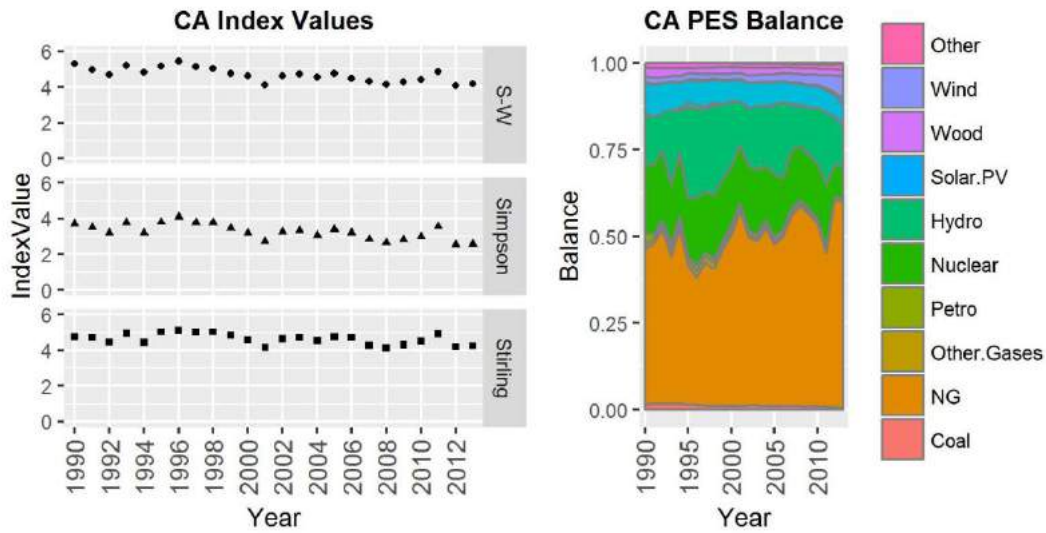 CA Index Values
IndexValue
6
4
2
0
S-W
6
4
2
0
Simpson
6
4
2
0
Stirling
1990
1992
1994
1996
1998
2000
2002
2004
2006
2008
2010
2012
Year
CA PES Balance
Balance
1.00
0.75
0.50
0.25
0.00
1990
1995
2000
2005
2010
Year
Other
Wind
Wood
Solar.PV
Hydro
Nuclear
Petro
Other.Gases
NG
Coal